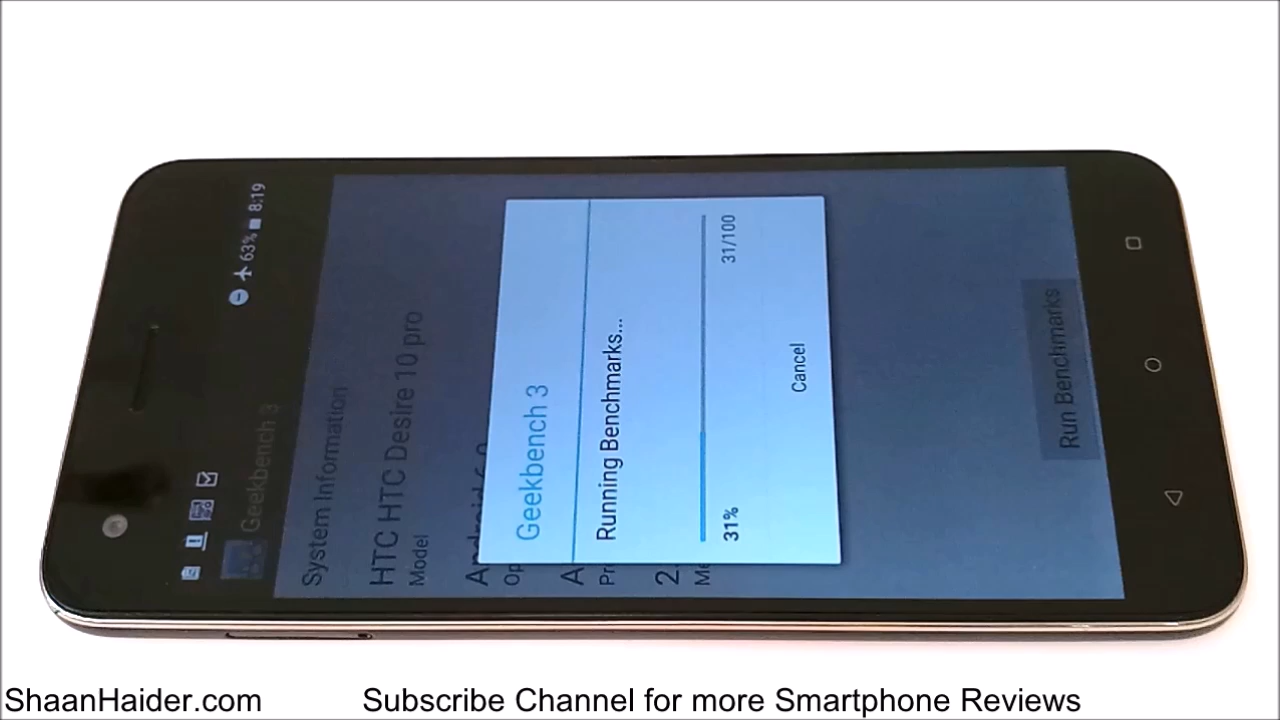 63% 8:19
Geekbench 3
System Information
HTC HTC Desire 10 pro
Model
Geekbench 3
Running Benchmarks...
31% 31/100
Cancel
Run Benchmarks
ShaanHaider.com
Subscribe Channel for more Smartphone Reviews